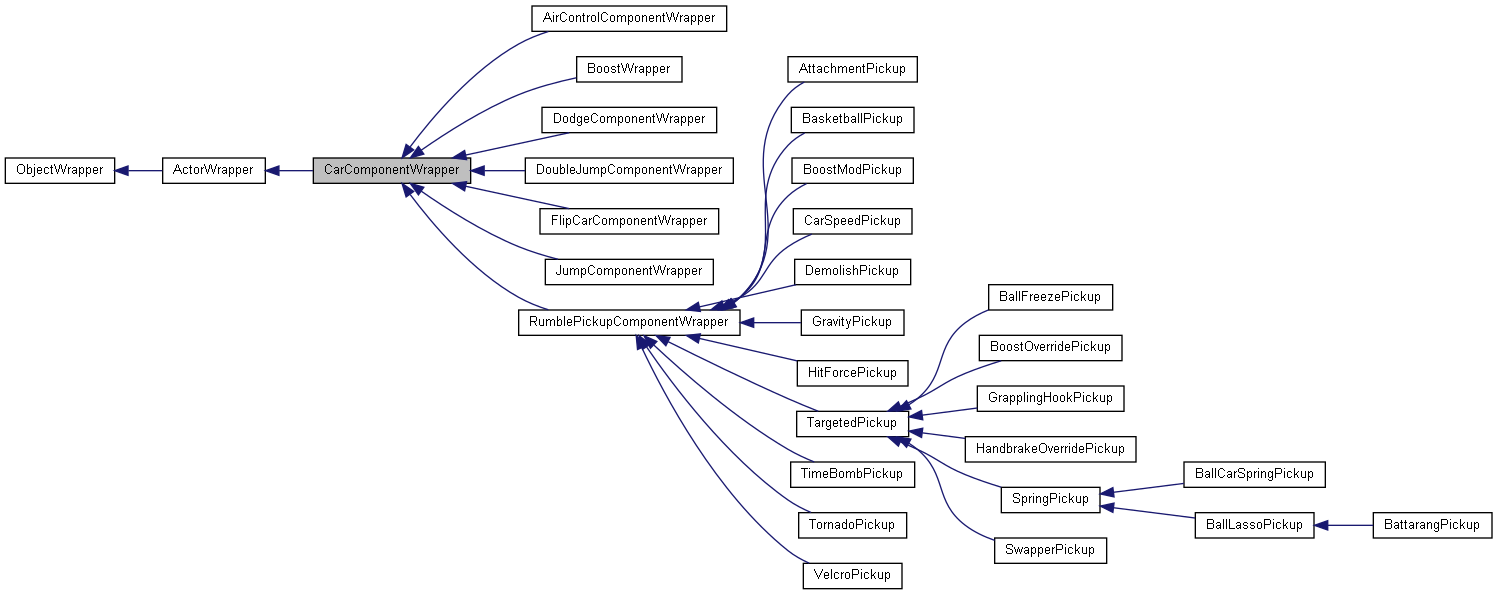 AirControlComponentWrapper
BoostWrapper
AttachmentPickup
DodgeComponentWrapper
BasketballPickup
ObjectWrapper
ActorWrapper
CarComponentWrapper
DoubleJumpComponentWrapper
BoostModPickup
FlipCarComponentWrapper
CarSpeedPickup
JumpComponentWrapper
DemolishPickup
BallFreezePickup
RumblePickupComponentWrapper
GravityPickup
BoostOverridePickup
HitForcePickup
GrapplingHookPickup
TargetedPickup
HandbrakeOverridePickup
TimeBombPickup
BallCarSpringPickup
SpringPickup
TornadoPickup
BallLassoPickup
BattarangPickup
SwapperPickup
VelcroPickup